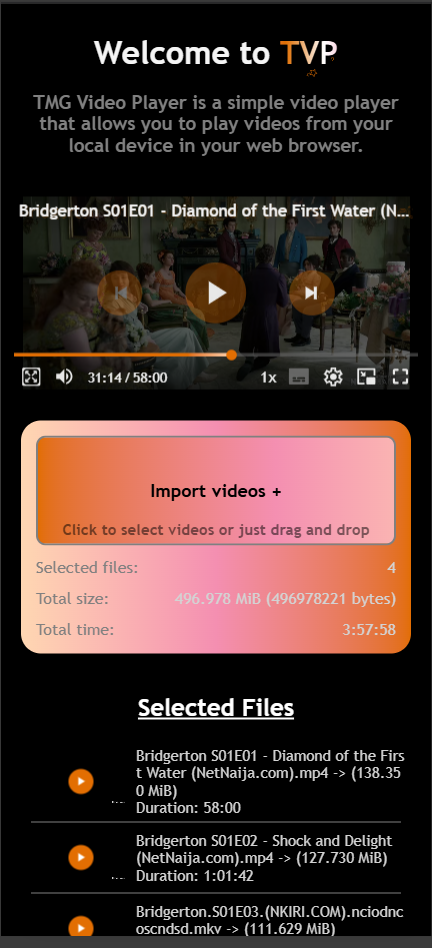 Welcome to TVP
TMG Video Player is a simple video player
that allows you to play videos from your
local device in your web browser.
Bridgerton S01E01 - Diamond of the First Water (N...
31:14 / 58:00
1x
Import videos +
Click to select videos or just drag and drop
Selected files:
4
Total size:
496.978 MiB (496978221 bytes)
Total time:
3:57:58
Selected Files
Bridgerton S01E01 - Diamond of the Firs
t Water (NetNaija.com).mp4 -> (138.35
0 MiB)
Duration: 58:00
Bridgerton S01E02 - Shock and Delight
(NetNaija.com).mp4 -> (127.730 MiB)
Duration: 1:01:42
Bridgerton.S01E03.(NKIRI.COM).nciodnc
oscndsd.mkv -> (111.629 MiB)